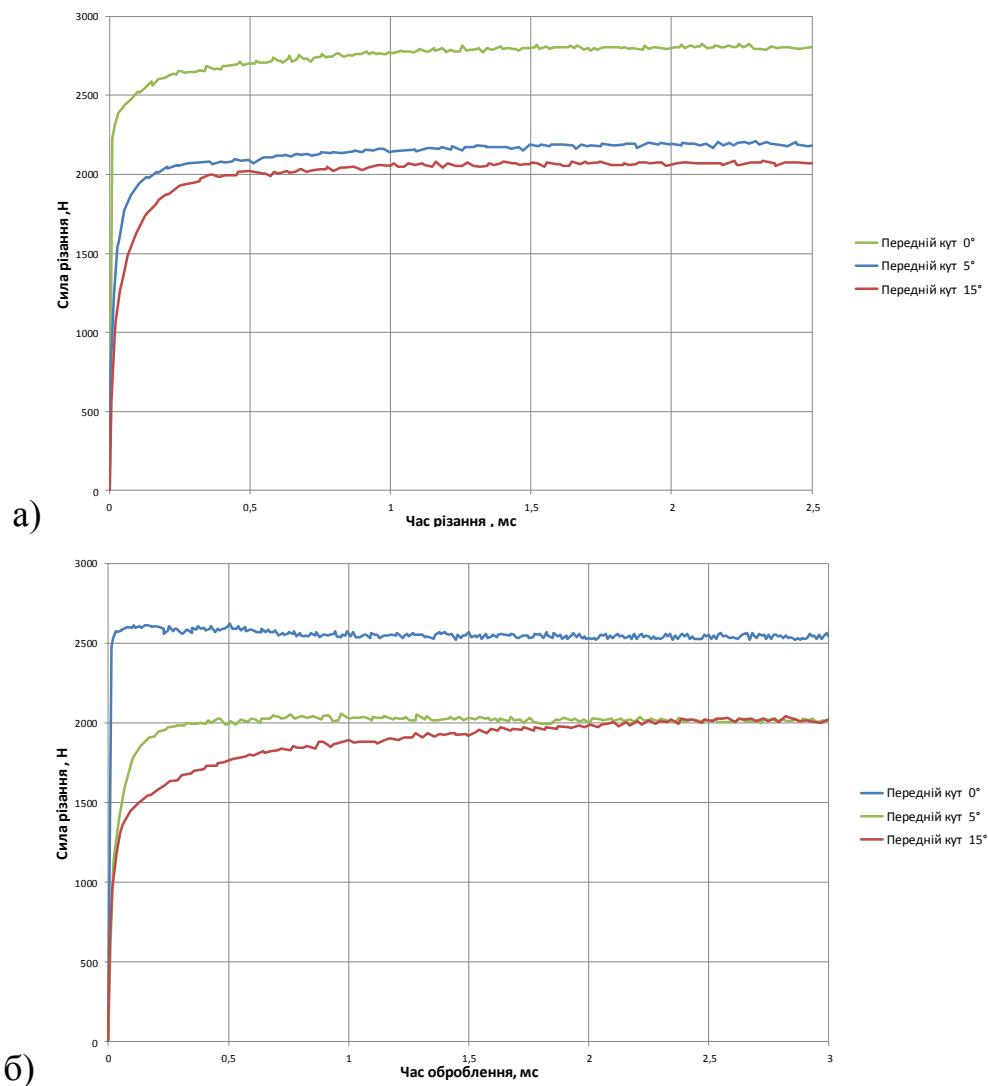 3000
2500
2000
1500
1000
500
0
Сила різання ,Н
0
0,5
1
1,5
2
2,5
Час різання , мс
Передній кут 0°
Передній кут 5°
Передній кут 15°
а)
3000
2500
2000
1500
1000
500
0
Сила різання , Н
0
0,5
1
1,5
2
2,5
3
Час оброблення, мс
Передній кут 0°
Передній кут 5°
Передній кут 15°
б)